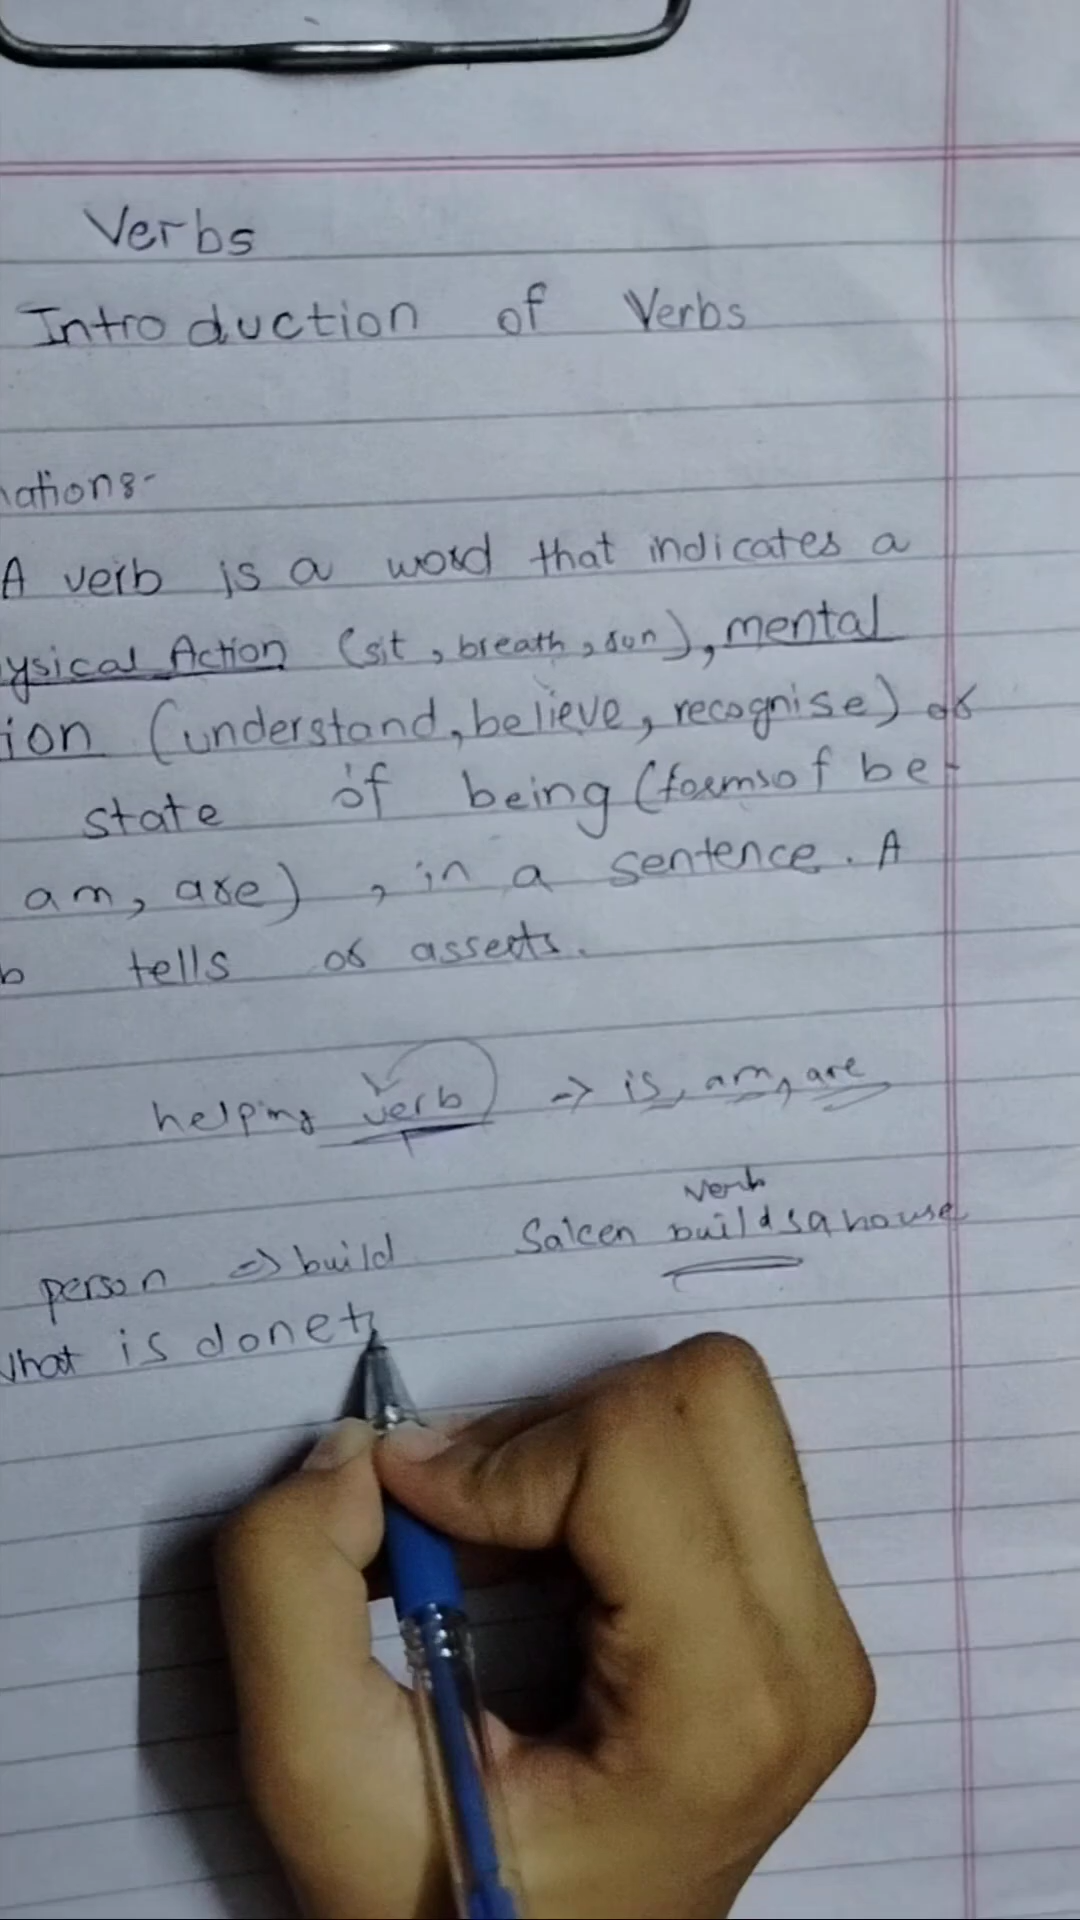 Verbs
Introduction of Verbs
nations-
A verb is a word that indicates a
ysical Action (sit, breath, run), mental
ion (understand, believe, recognise) or
state of being (forms of be-
am, are), in a sentence. A
b tells or asserts.
helping verb -> is, am, are
verb
person => build Saleen builds a house
what is done t